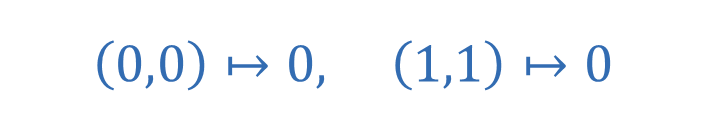 (0,0) ↦ 0, (1,1) ↦ 0